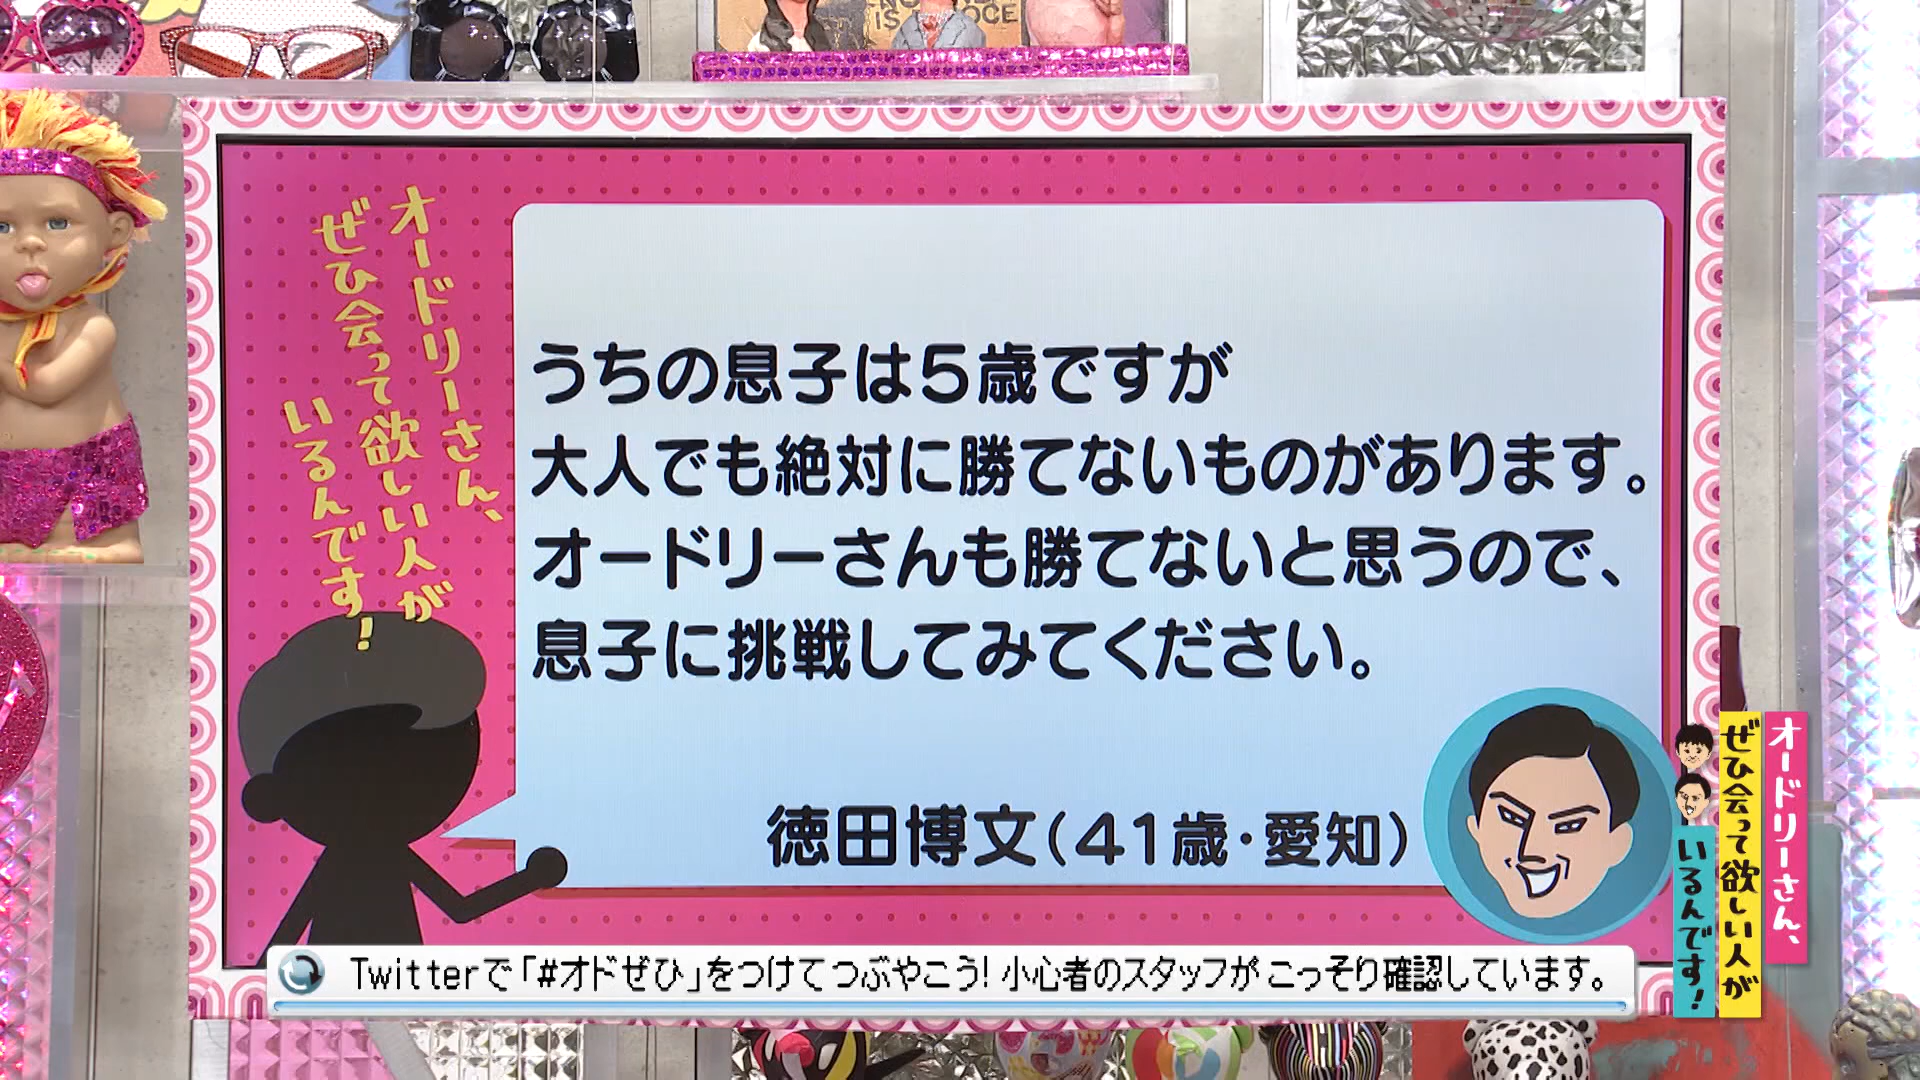 IS
OCE
オードリーさん、
ぜひ会って欲しい人が
いるんです!
うちの息子は5歳ですが
大人でも絶対に勝てないものがあります。
オードリーさんも勝てないと思うので、
息子に挑戦してみてください。
徳田博文(41歳・愛知)
オードリーさん、
ぜひ会って欲しい人が
いるんです!
Twitterで「#オドぜひ」をつけてつぶやこう!小心者のスタッフがこっそり確認しています。